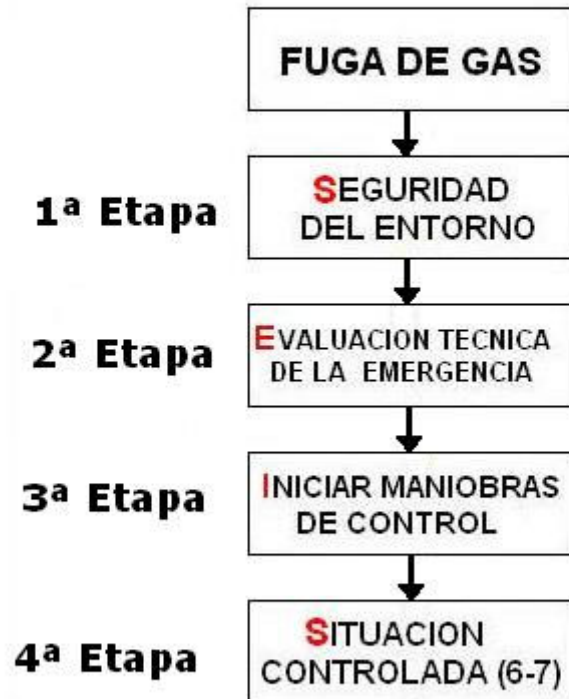 FUGA DE GAS
1ª Etapa
SEGURIDAD
DEL ENTORNO
2ª Etapa
EVALUACION TECNICA
DE LA EMERGENCIA
3ª Etapa
INICIAR MANIOBRAS
DE CONTROL
4ª Etapa
SITUACION
CONTROLADA (6-7)